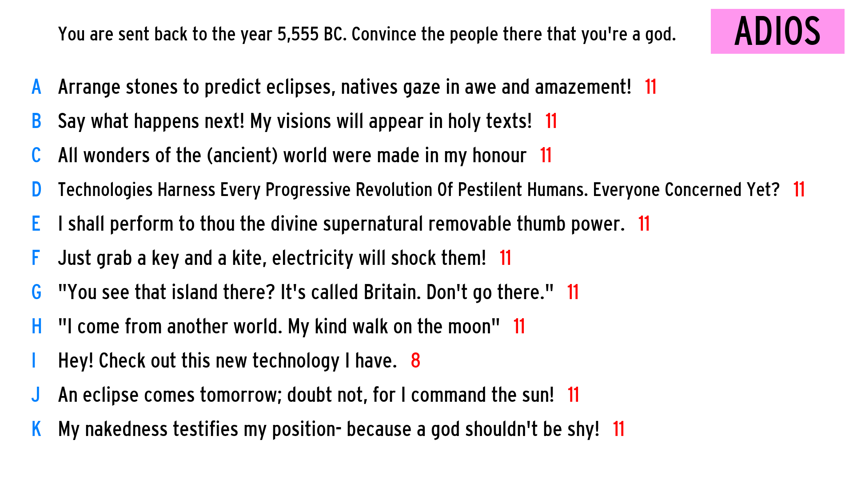 You are sent back to the year 5,555 BC. Convince the people there that you're a god.
ADIOS
A Arrange stones to predict eclipses, natives gaze in awe and amazement! 11
B Say what happens next! My visions will appear in holy texts! 11
C All wonders of the (ancient) world were made in my honour 11
D Technologies Harness Every Progressive Revolution Of Pestilent Humans. Everyone Concerned Yet? 11
E I shall perform to thou the divine supernatural removable thumb power. 11
F Just grab a key and a kite, electricity will shock them! 11
G "You see that island there? It's called Britain. Don't go there." 11
H "I come from another world. My kind walk on the moon" 11
I Hey! Check out this new technology I have. 8
J An eclipse comes tomorrow; doubt not, for I command the sun! 11
K My nakedness testifies my position- because a god shouldn't be shy! 11